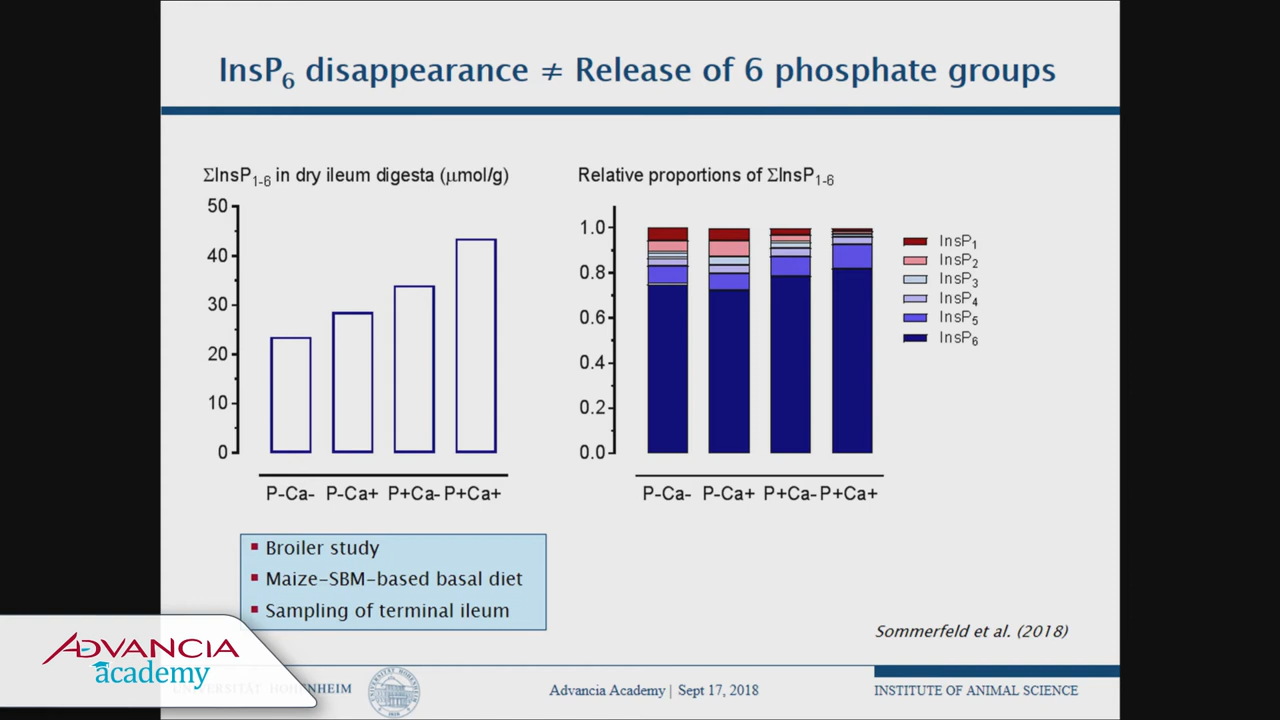 InsP6 disappearance ≠ Release of 6 phosphate groups
ΣInsP1-6 in dry ileum digesta (μmol/g)
50
40
30
20
10
0
P-Ca- P-Ca+ P+Ca- P+Ca+
Relative proportions of ΣInsP1-6
1.0
0.8
0.6
0.4
0.2
0.0
P-Ca- P-Ca+ P+Ca- P+Ca+
InsP1
InsP2
InsP3
InsP4
InsP5
InsP6
▪ Broiler study
▪ Maize-SBM-based basal diet
▪ Sampling of terminal ileum
Sommerfeld et al. (2018)
ADVANCIA
academy
UNIVERSITÄT HOHENHEIM
Advancia Academy | Sept 17, 2018
INSTITUTE OF ANIMAL SCIENCE